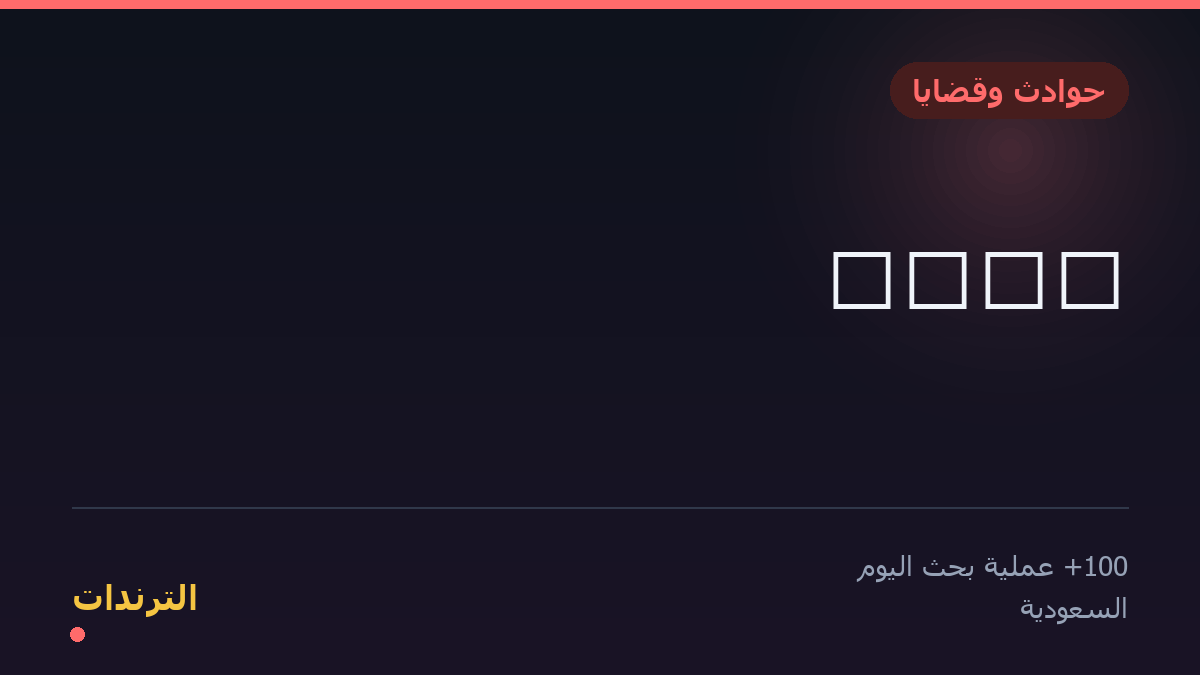 حوادث وقضايا
100+ عملية بحث اليوم
السعودية
الترندات